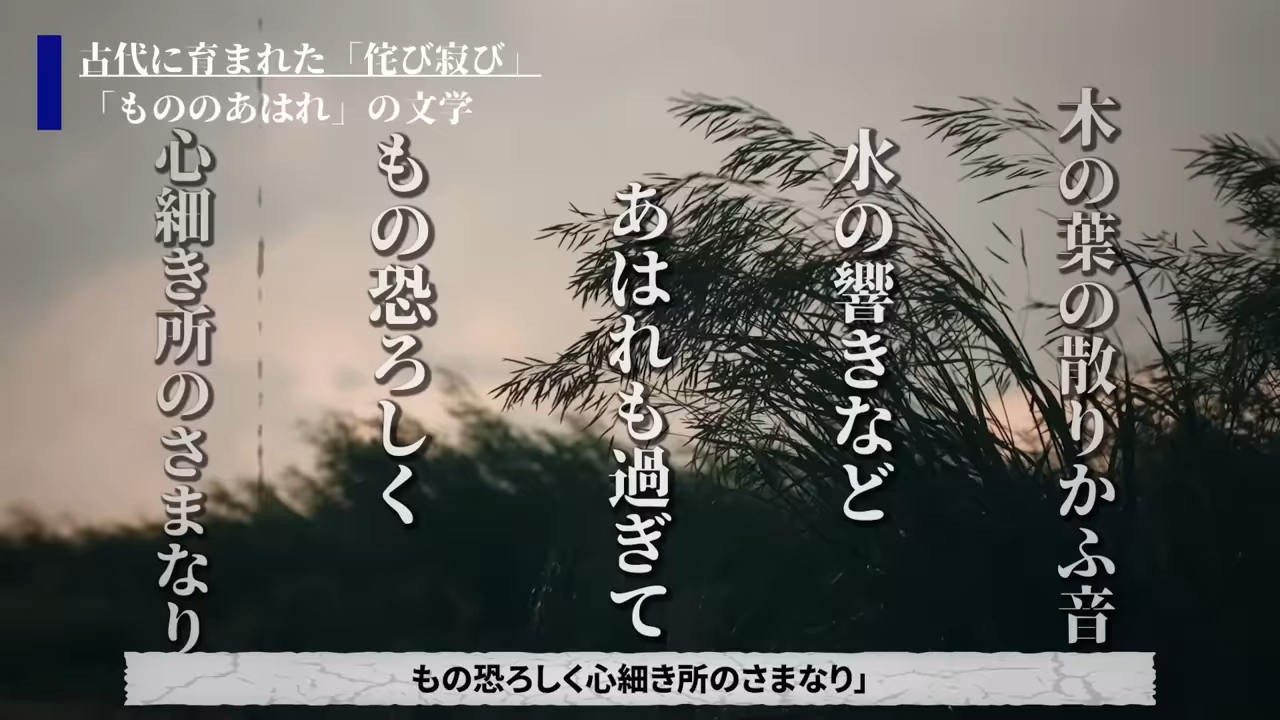 古代に育まれた「侘び寂び」
「もののあはれ」の文学
木の葉の散りかふ音
水の響きなど
あはれも過ぎて
もの恐ろしく
心細き所のさまなり
もの恐ろしく心細き所のさまなり」